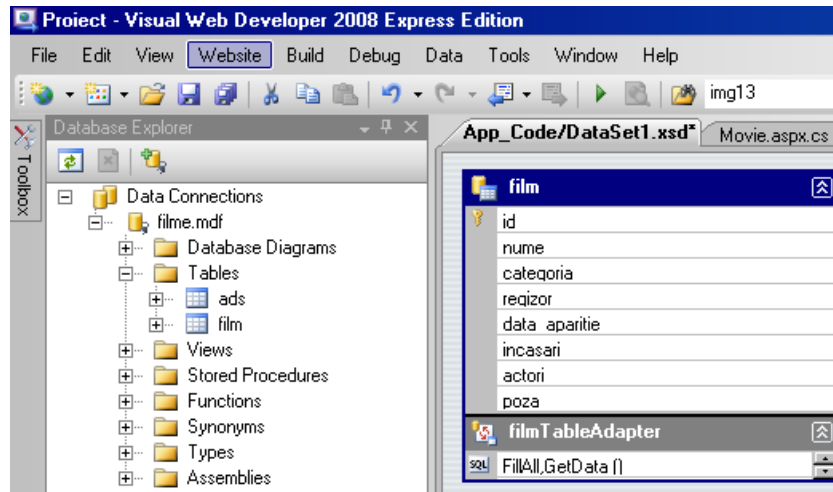 Proiect - Visual Web Developer 2008 Express Edition
File Edit View Website Build Debug Data Tools Window Help
img13
Database Explorer
App_Code/DataSet1.xsd* Movie.aspx.cs
Toolbox
Data Connections
filme.mdf
Database Diagrams
Tables
ads
film
Views
Stored Procedures
Functions
Synonyms
Types
Assemblies
film
id
nume
categoria
regizor
data_aparitie
incasari
actori
poza
filmTableAdapter
SQL FillAll,GetData ()